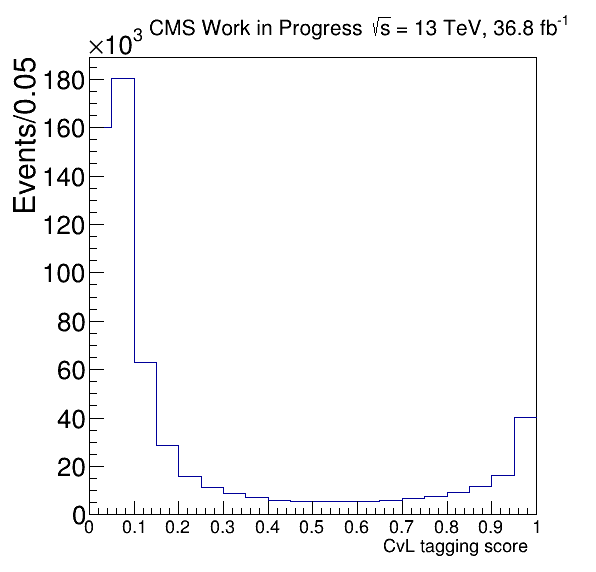 ×10³ CMS Work in Progress √s = 13 TeV, 36.8 fb⁻¹
Events/0.05
180
160
140
120
100
80
60
40
20
0
0 0.1 0.2 0.3 0.4 0.5 0.6 0.7 0.8 0.9 1
CvL tagging score